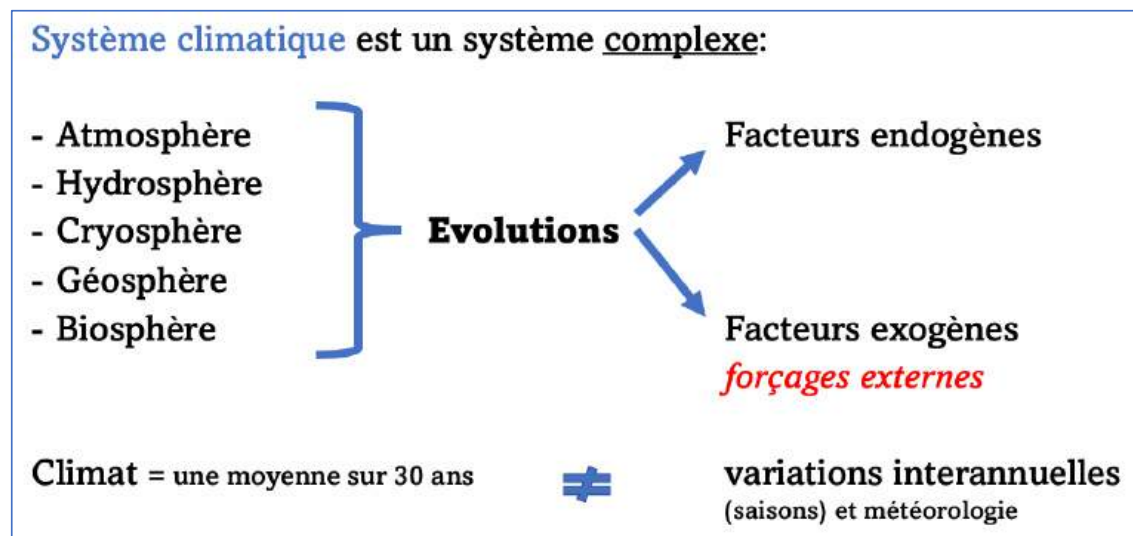 Système climatique est un système complexe:
- Atmosphère
- Hydrosphère
- Cryosphère
- Géosphère
- Biosphère
Evolutions
Facteurs endogènes
Facteurs exogènes
forçages externes
Climat = une moyenne sur 30 ans ≠ variations interannuelles
(saisons) et météorologie